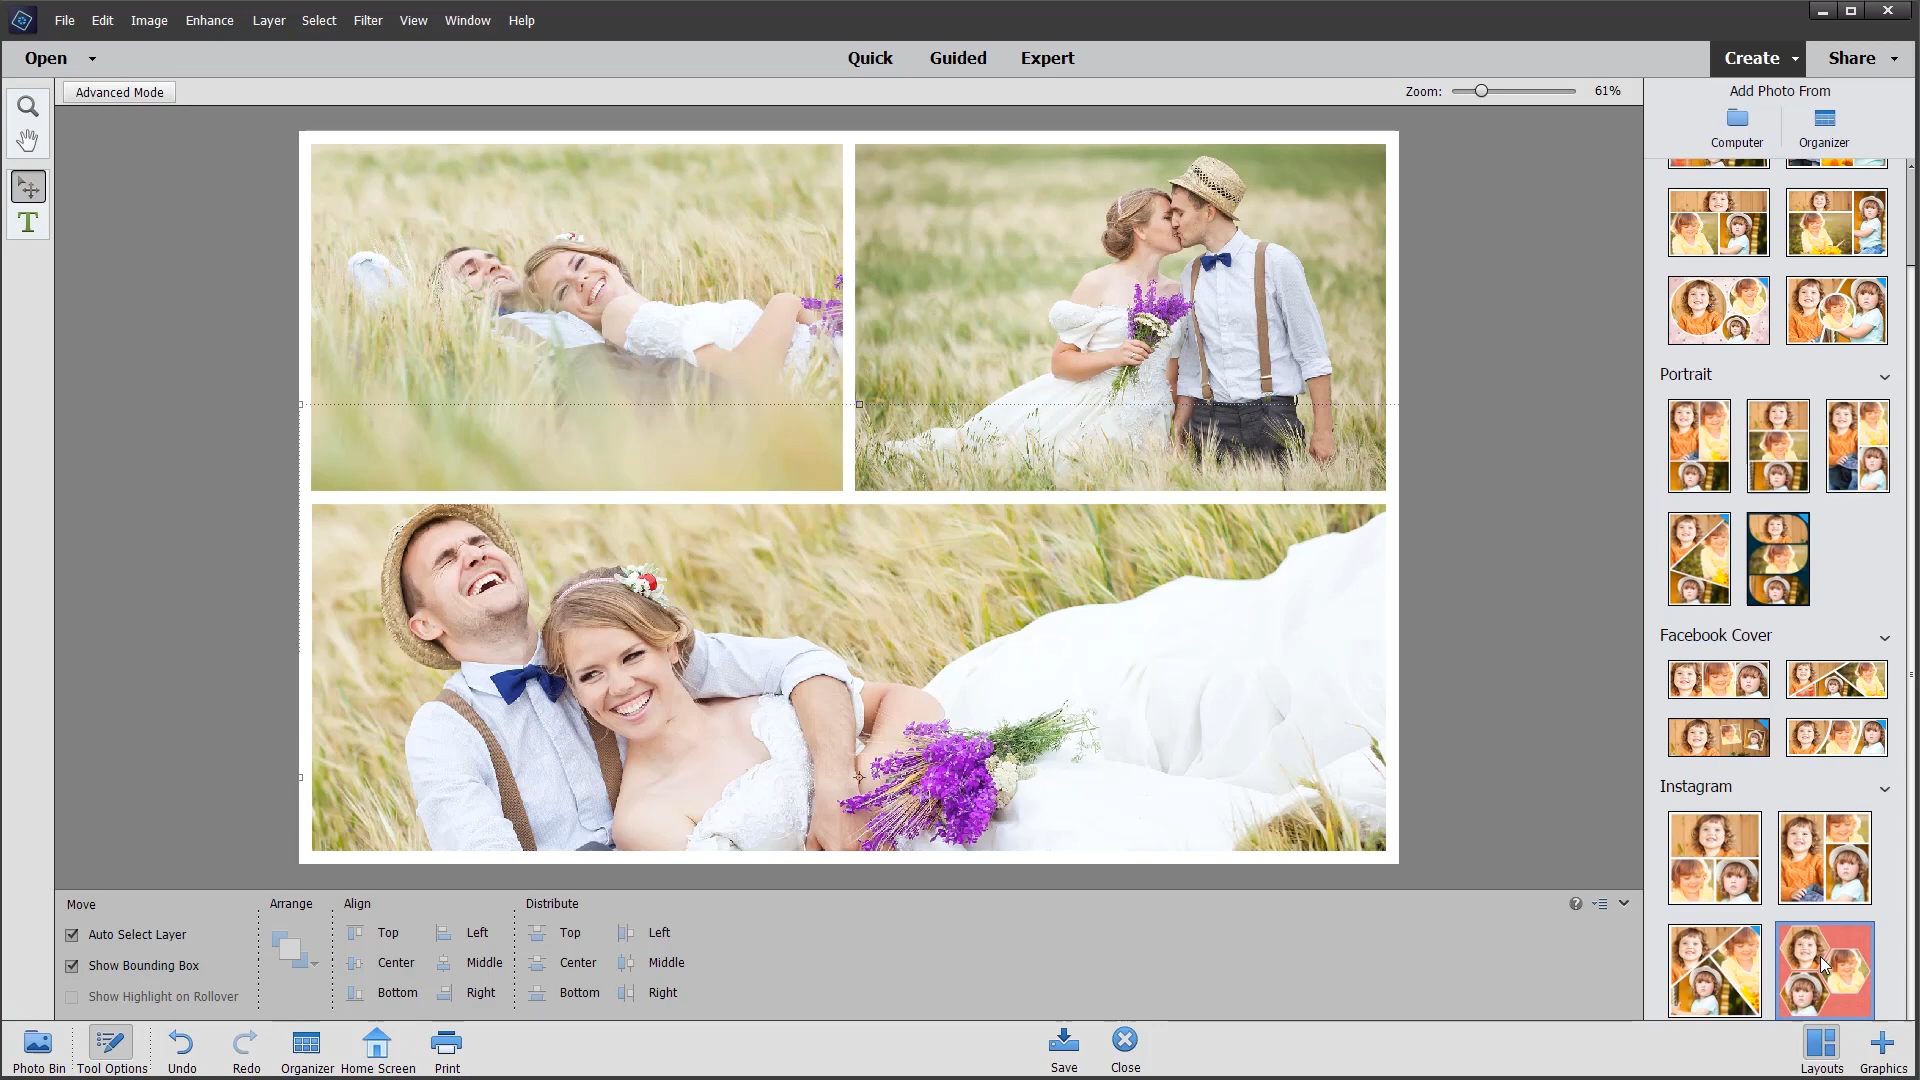 File Edit Image Enhance Layer Select Filter View Window Help
Open Quick Guided Expert Create Share
Advanced Mode Zoom: 61%
Add Photo From
Computer Organizer
Portrait
Facebook Cover
Instagram
Move Arrange Align Distribute
Auto Select Layer Top Left Top Left
Show Bounding Box Center Middle Center Middle
Show Highlight on Rollover Bottom Right Bottom Right
Photo Bin Tool Options Undo Redo Organizer Home Screen Print Save Close Layouts Graphics